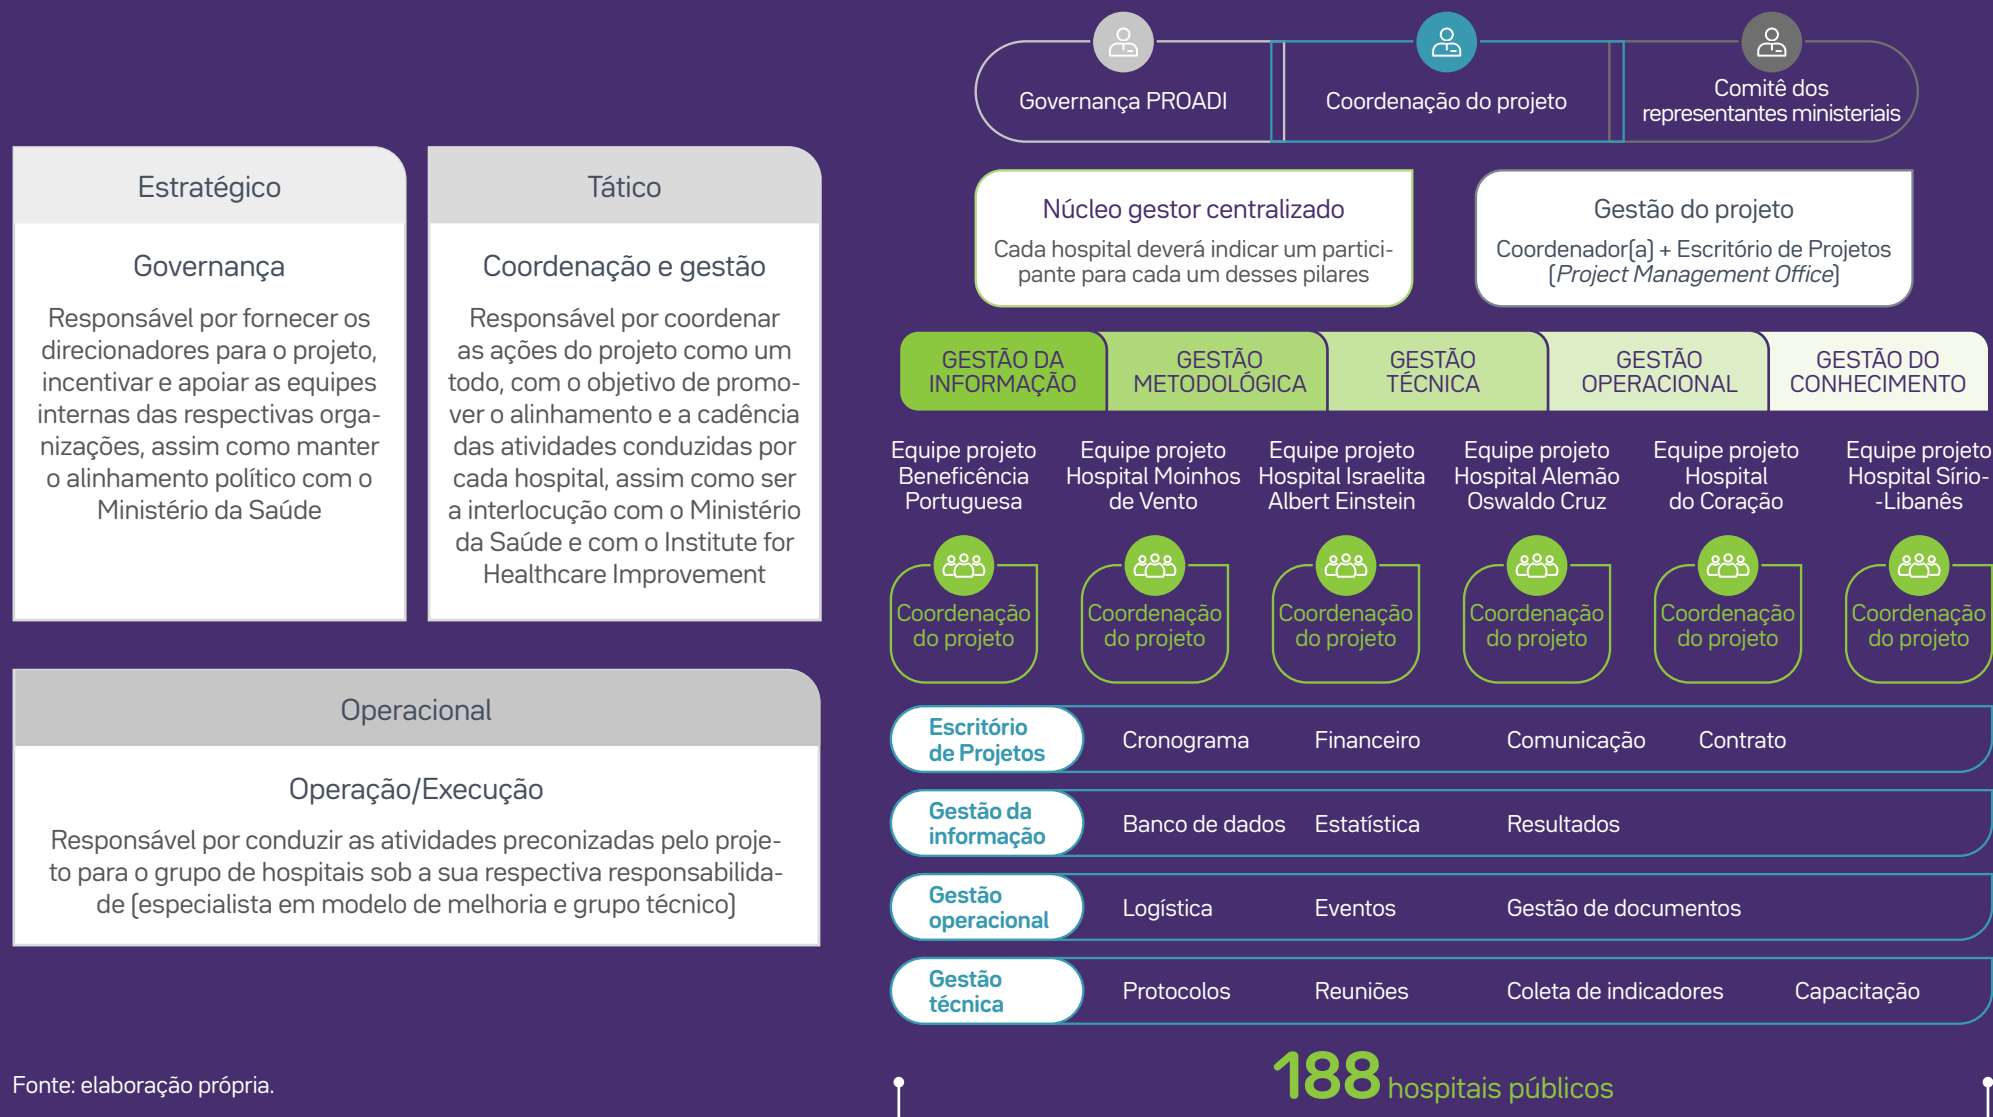 Estratégico
Governança
Responsável por fornecer os
direcionadores para o projeto,
incentivar e apoiar as equipes
internas das respectivas orga-
nizações, assim como manter
o alinhamento político com o
Ministério da Saúde
Tático
Coordenação e gestão
Responsável por coordenar
as ações do projeto como um
todo, com o objetivo de promo-
ver o alinhamento e a cadência
das atividades conduzidas por
cada hospital, assim como ser
a interlocução com o Ministério
da Saúde e com o Institute for
Healthcare Improvement
Operacional
Operação/Execução
Responsável por conduzir as atividades preconizadas pelo proje-
to para o grupo de hospitais sob a sua respectiva responsabilida-
de (especialista em modelo de melhoria e grupo técnico)
Fonte: elaboração própria.
Governança PROADI
Coordenação do projeto
Comitê dos
representantes ministeriais
Núcleo gestor centralizado
Cada hospital deverá indicar um partici-
pante para cada um desses pilares
Gestão do projeto
Coordenador(a) + Escritório de Projetos
(Project Management Office)
GESTÃO DA
INFORMAÇÃO
GESTÃO
METODOLÓGICA
GESTÃO
TÉCNICA
GESTÃO
OPERACIONAL
GESTÃO DO
CONHECIMENTO
Equipe projeto
Beneficência
Portuguesa
Equipe projeto
Hospital Moinhos
de Vento
Equipe projeto
Hospital Israelita
Albert Einstein
Equipe projeto
Hospital Alemão
Oswaldo Cruz
Equipe projeto
Hospital
do Coração
Equipe projeto
Hospital Sírio-
-Libanês
Coordenação
do projeto
Coordenação
do projeto
Coordenação
do projeto
Coordenação
do projeto
Coordenação
do projeto
Coordenação
do projeto
Escritório
de Projetos
Cronograma Financeiro Comunicação Contrato
Gestão da
informação
Banco de dados Estatística Resultados
Gestão
operacional
Logística Eventos Gestão de documentos
Gestão
técnica
Protocolos Reuniões Coleta de indicadores Capacitação
188 hospitais públicos